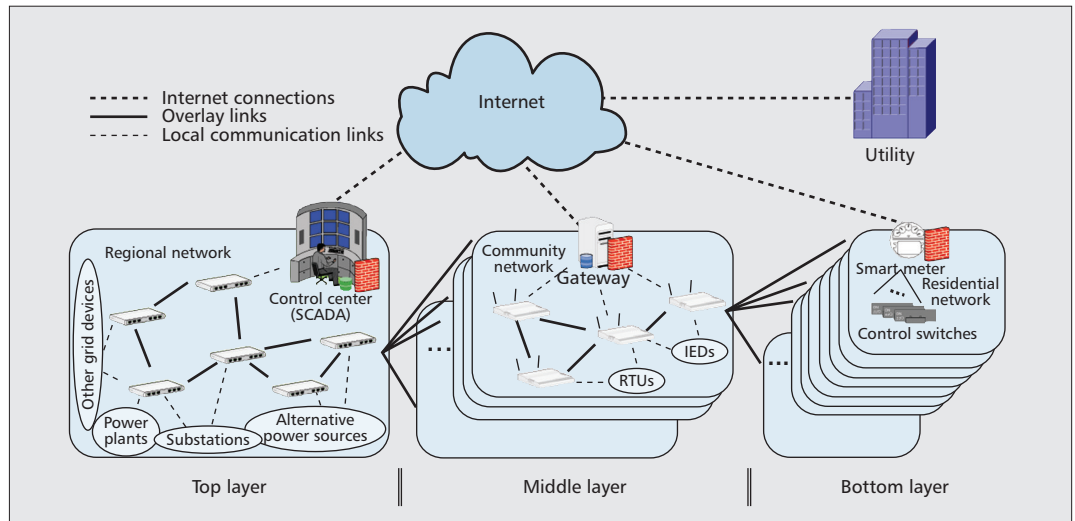 Internet connections
Overlay links
Local communication links
Internet
Utility
Regional network
Control center
(SCADA)
Other grid devices
Power
plants
Substations
Alternative
power sources
Community
network
Gateway
IEDs
RTUs
...
Smart meter
...
Residential
network
Control switches
...
Top layer
Middle layer
Bottom layer